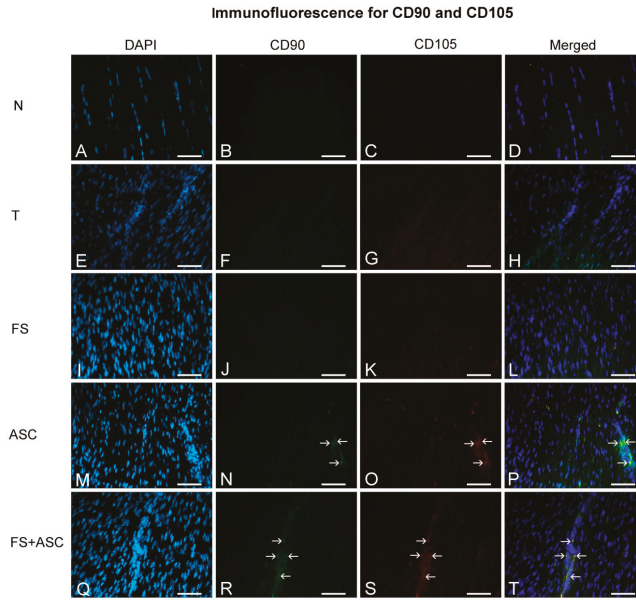 Immunofluorescence for CD90 and CD105
DAPI CD90 CD105 Merged
N
A B C D
T
E F G H
FS
I J K L
ASC
M N O P
FS+ASC
Q R S T